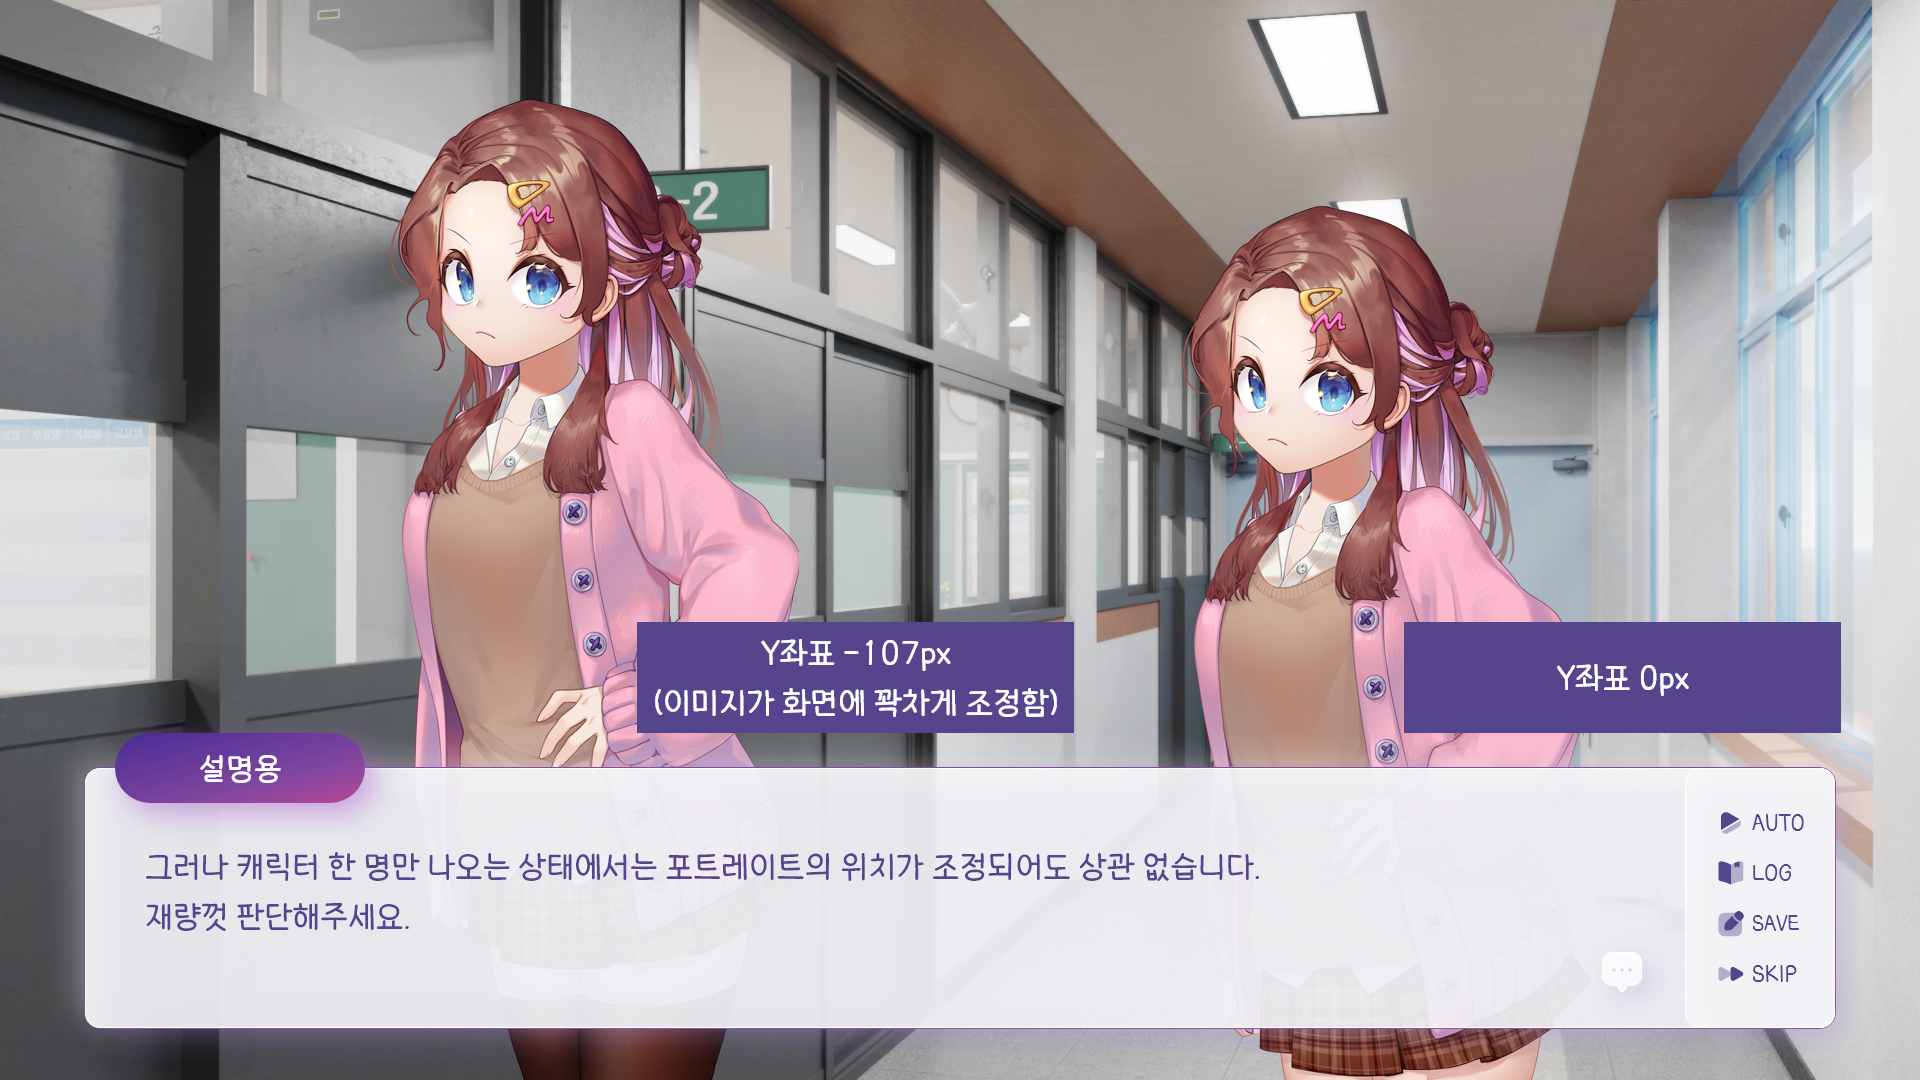 -2
Y좌표 -107px
(이미지가 화면에 꽉차게 조정함)
Y좌표 0px
설명용
그러나 캐릭터 한 명만 나오는 상태에서는 포트레이트의 위치가 조정되어도 상관 없습니다.
재량껏 판단해주세요.
AUTO
LOG
SAVE
SKIP